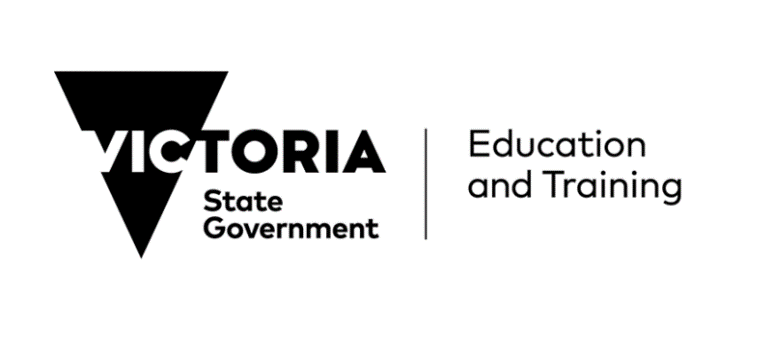 VICTORIA
State
Government
Education
and Training